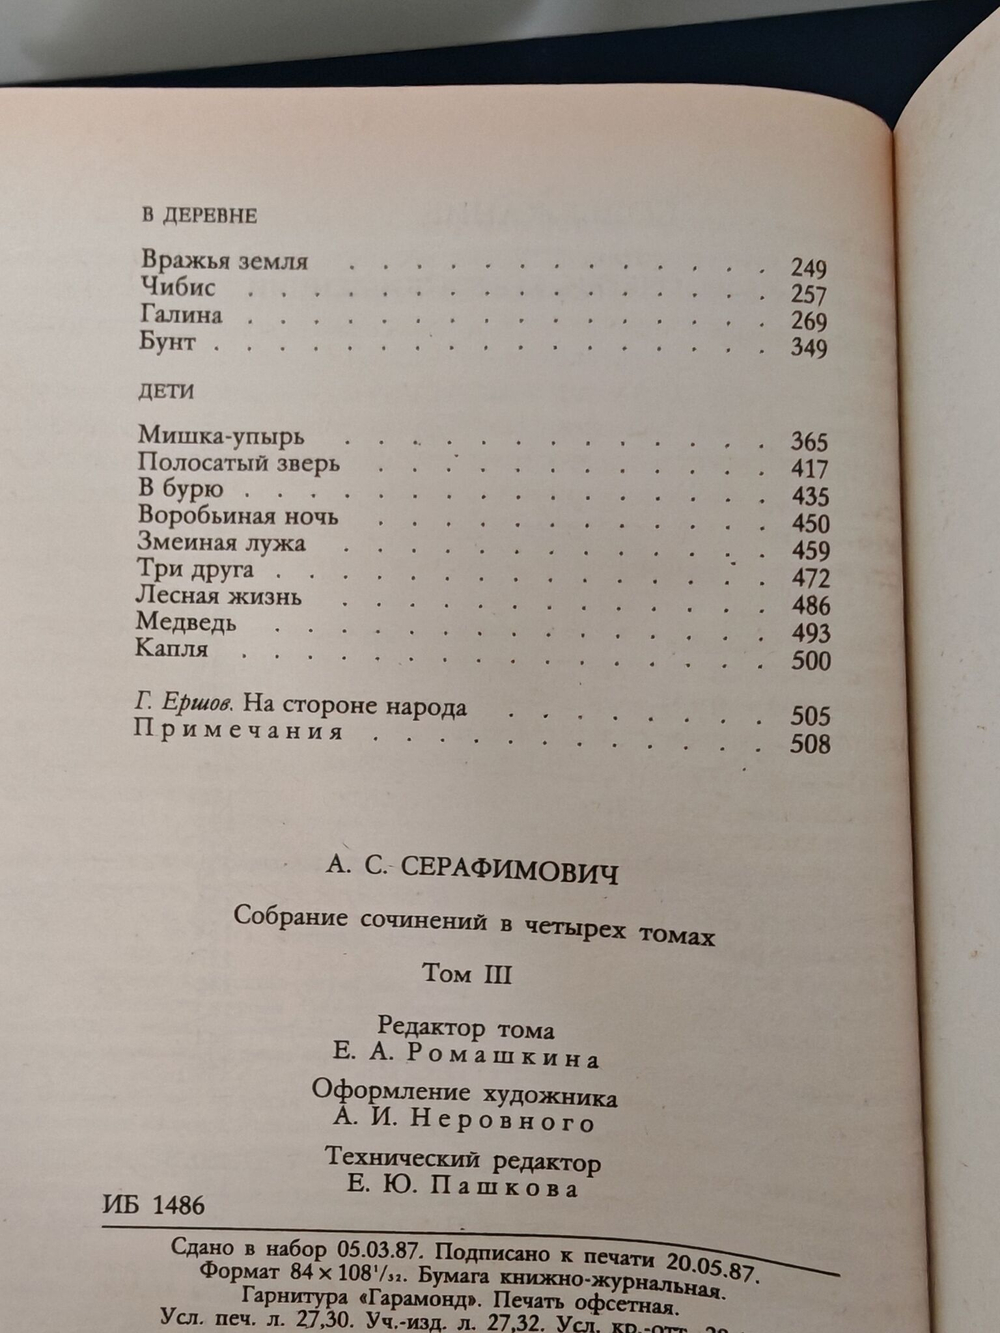 В ДЕРЕВНЕ
Вражья земля . . . . . . . . . . . . . 249
Чибис . . . . . . . . . . . . . . . . 257
Галина . . . . . . . . . . . . . . . . 269
Бунт . . . . . . . . . . . . . . . . . 349
ДЕТИ
Мишка-упырь . . . . . . . . . . . . . 365
Полосатый зверь . . . . . . . . . . . . 417
В бурю . . . . . . . . . . . . . . . . 435
Воробьиная ночь . . . . . . . . . . . . 450
Змеиная лужа . . . . . . . . . . . . . 459
Три друга . . . . . . . . . . . . . . . 472
Лесная жизнь . . . . . . . . . . . . . 486
Медведь . . . . . . . . . . . . . . . 493
Капля . . . . . . . . . . . . . . . . 500
Г. Ершов. На стороне народа . . . . . . . . 505
Примечания . . . . . . . . . . . . 508
А. С. СЕРАФИМОВИЧ
Собрание сочинений в четырех томах
Том III
Редактор тома
Е. А. Ромашкина
Оформление художника
А. И. Неровного
Технический редактор
Е. Ю. Пашкова
ИБ 1486
Сдано в набор 05.03.87. Подписано к печати 20.05.87.
Формат 84×108¹/₃₂. Бумага книжно-журнальная.
Гарнитура «Гарамонд». Печать офсетная.
Усл. печ. л. 27,30. Уч.-изд. л. 27,32. Усл. кр.-отт.